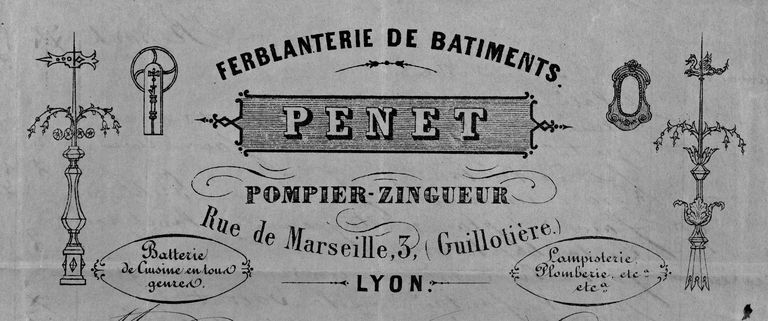 FERBLANTERIE DE BATIMENTS.
PENET
POMPIER-ZINGUEUR
Rue de Marseille, 3, (Guillotière.)
LYON.
Batterie
de Cuisine en tous
genres.
Lampisterie,
Plomberie, etc.ª
etc.ª